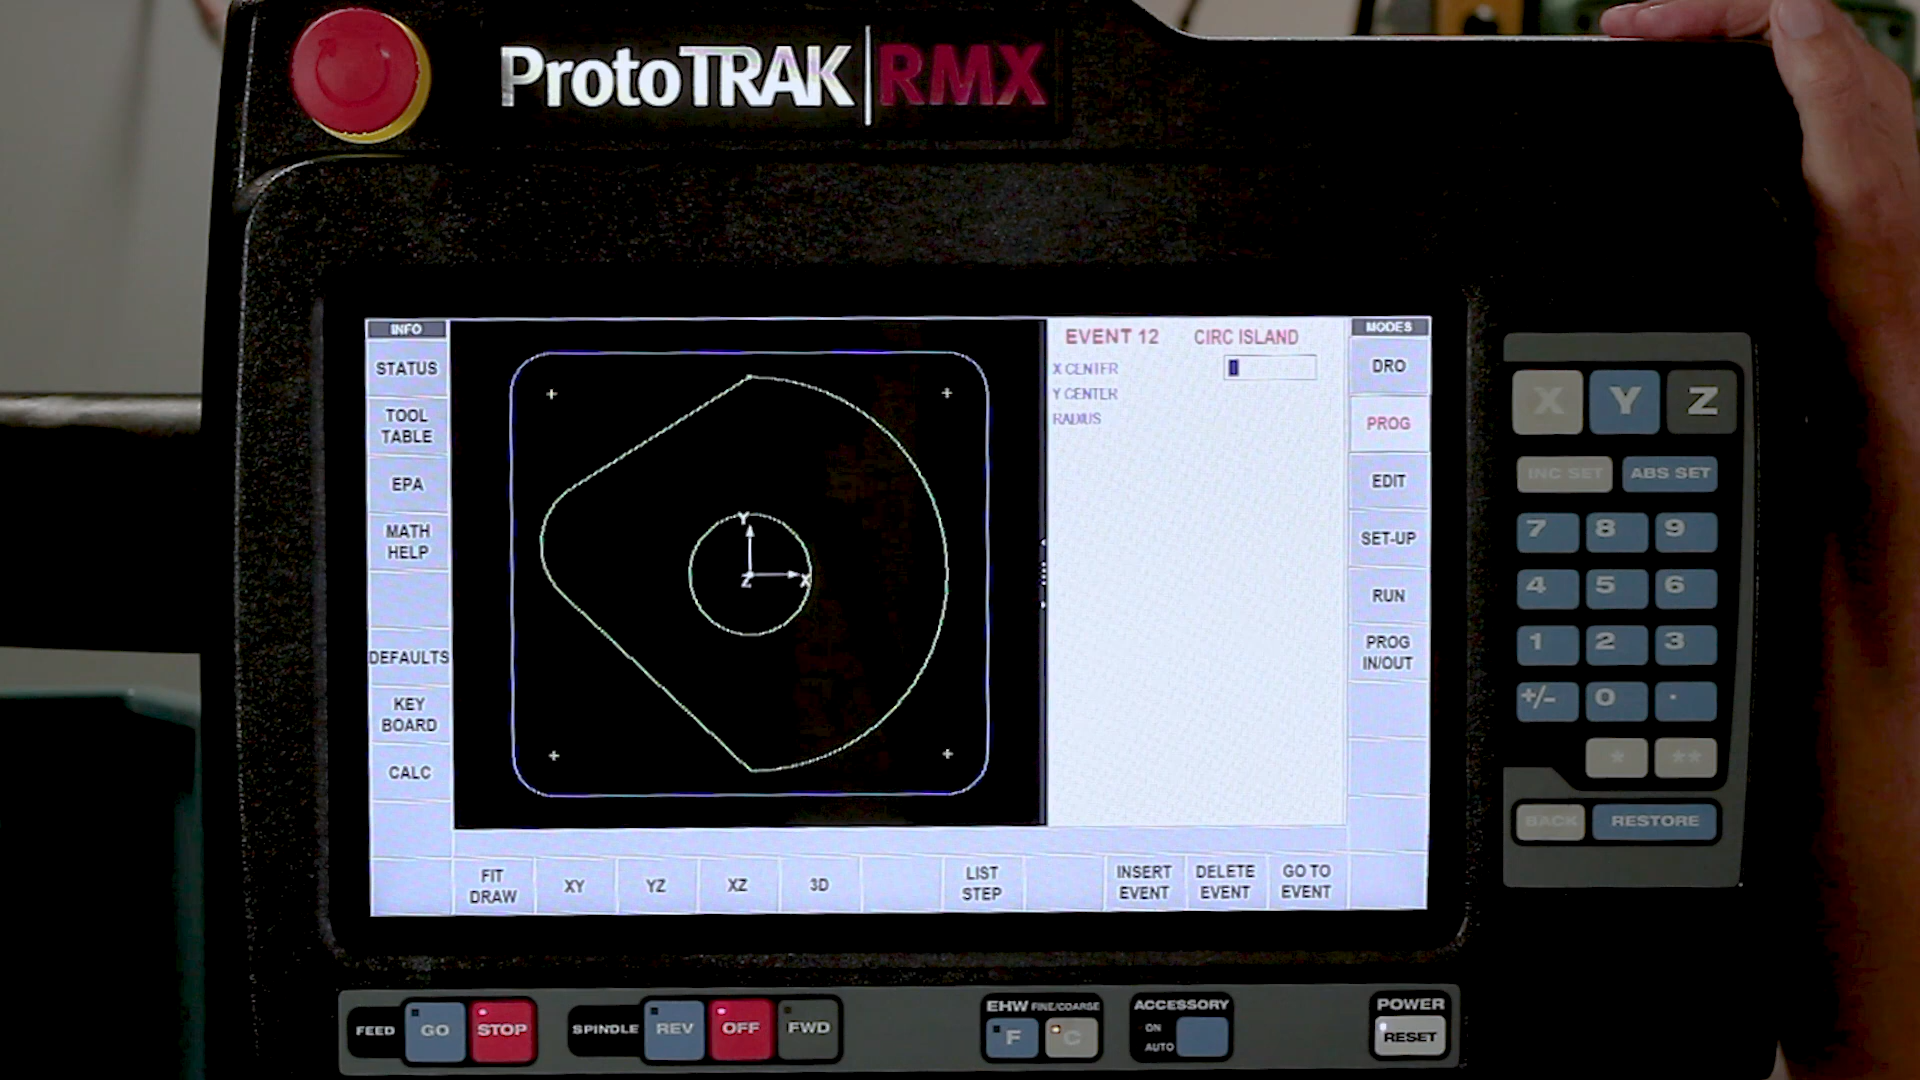 ProtoTRAK RMX
INFO
STATUS
TOOL
TABLE
EPA
MATH
HELP
DEFAULTS
KEY
BOARD
CALC
Y
Z
X
EVENT 12 CIRC ISLAND
X CENTER
Y CENTER
RADIUS
MODES
DRO
PROG
EDIT
SET-UP
RUN
PROG
IN/OUT
FIT
DRAW
XY
YZ
XZ
3D
LIST
STEP
INSERT
EVENT
DELETE
EVENT
GO TO
EVENT
X Y Z
INC SET ABS SET
7 8 9
4 5 6
1 2 3
+/- 0 .
* **
BACK RESTORE
FEED GO STOP
SPINDLE REV OFF FWD
EHW FINE/COARSE
F C
ACCESSORY
ON
AUTO
POWER
RESET